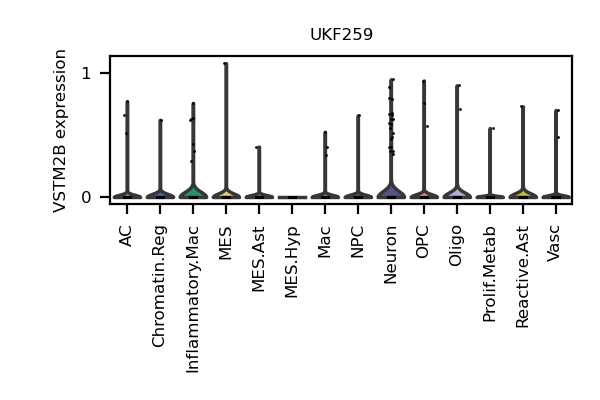 UKF259
VSTM2B expression
1
0
AC
Chromatin.Reg
Inflammatory.Mac
MES
MES.Ast
MES.Hyp
Mac
NPC
Neuron
OPC
Oligo
Prolif.Metab
Reactive.Ast
Vasc